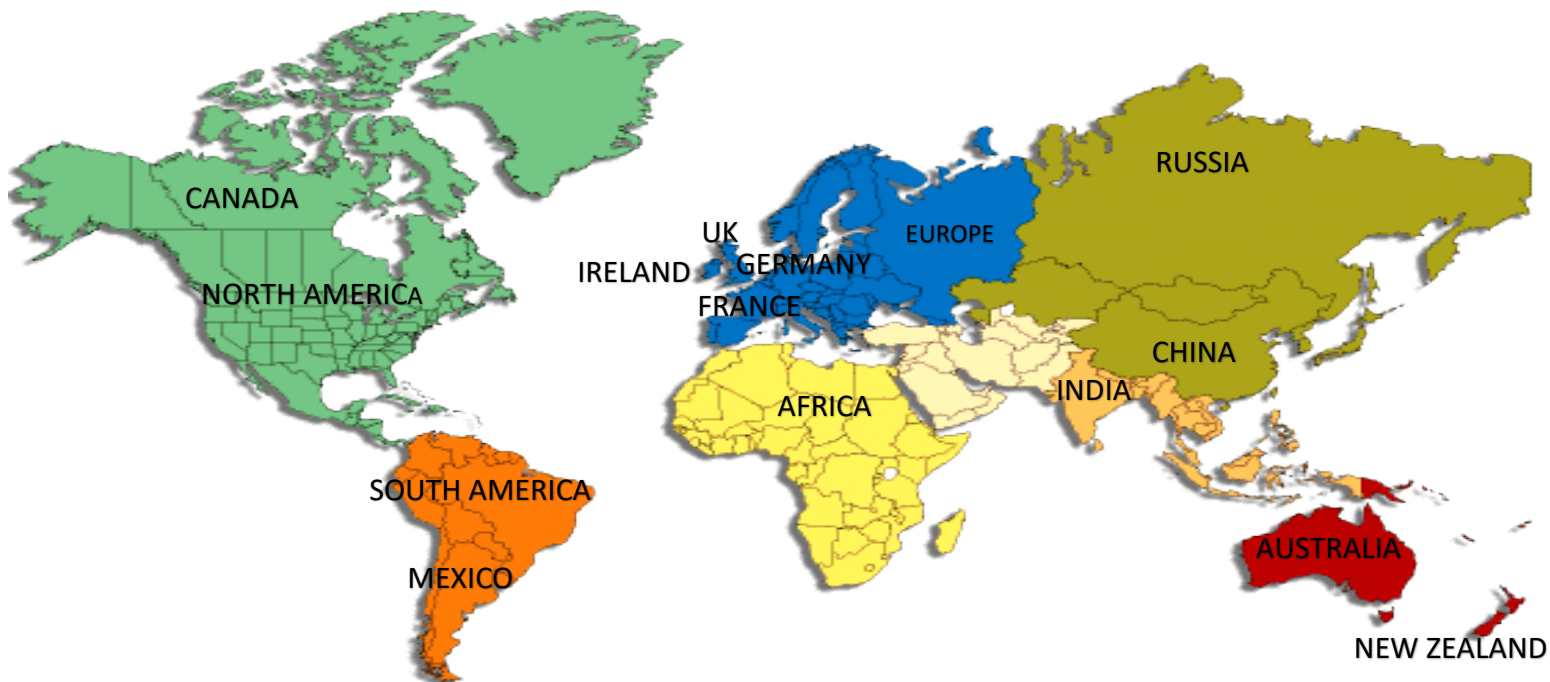 RUSSIA
CANADA
UK
EUROPE
IRELAND
GERMANY
NORTH AMERICA
FRANCE
CHINA
INDIA
AFRICA
SOUTH AMERICA
AUSTRALIA
MEXICO
NEW ZEALAND